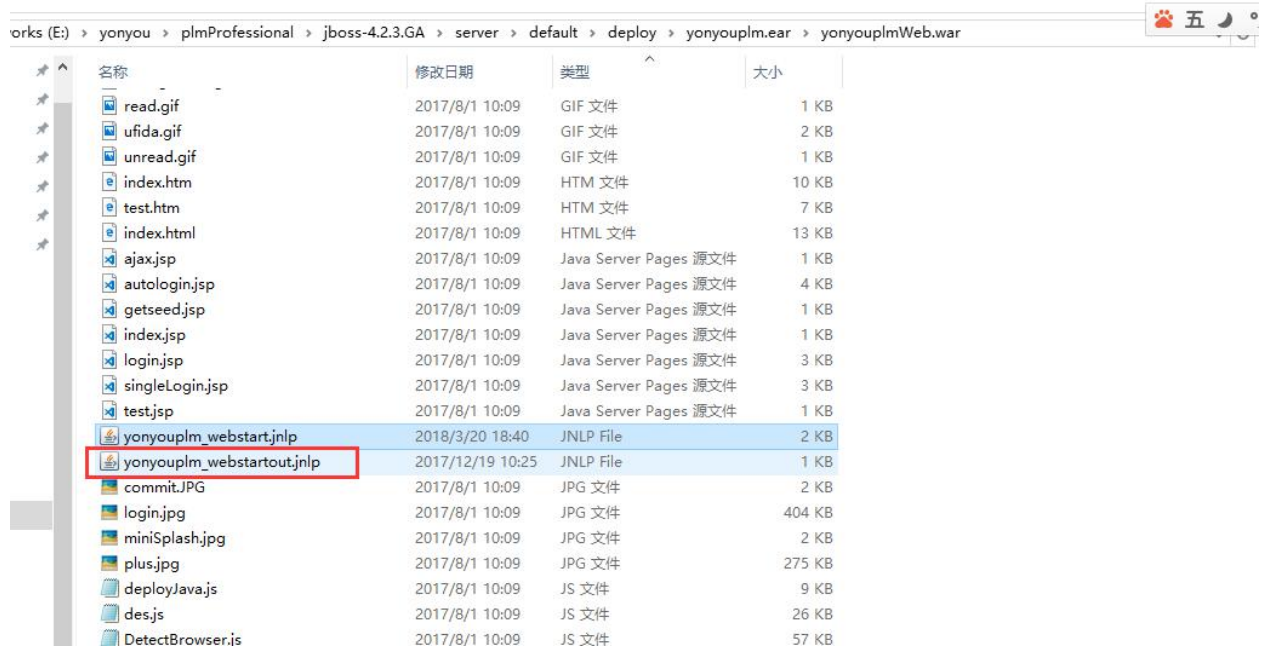 orks (E:) › yonyou › plmProfessional › jboss-4.2.3.GA › server › default › deploy › yonyouplm.ear › yonyouplmWeb.war
五
名称 修改日期 类型 大小
read.gif 2017/8/1 10:09 GIF 文件 1 KB
ufida.gif 2017/8/1 10:09 GIF 文件 2 KB
unread.gif 2017/8/1 10:09 GIF 文件 1 KB
index.htm 2017/8/1 10:09 HTM 文件 10 KB
test.htm 2017/8/1 10:09 HTM 文件 7 KB
index.html 2017/8/1 10:09 HTML 文件 13 KB
ajax.jsp 2017/8/1 10:09 Java Server Pages 源文件 1 KB
autologin.jsp 2017/8/1 10:09 Java Server Pages 源文件 4 KB
getseed.jsp 2017/8/1 10:09 Java Server Pages 源文件 1 KB
index.jsp 2017/8/1 10:09 Java Server Pages 源文件 1 KB
login.jsp 2017/8/1 10:09 Java Server Pages 源文件 3 KB
singleLogin.jsp 2017/8/1 10:09 Java Server Pages 源文件 3 KB
test.jsp 2017/8/1 10:09 Java Server Pages 源文件 1 KB
yonyouplm_webstart.jnlp 2018/3/20 18:40 JNLP File 2 KB
yonyouplm_webstartout.jnlp 2017/12/19 10:25 JNLP File 1 KB
commit.JPG 2017/8/1 10:09 JPG 文件 2 KB
login.jpg 2017/8/1 10:09 JPG 文件 404 KB
miniSplash.jpg 2017/8/1 10:09 JPG 文件 2 KB
plus.jpg 2017/8/1 10:09 JPG 文件 275 KB
deployJava.js 2017/8/1 10:09 JS 文件 9 KB
des.js 2017/8/1 10:09 JS 文件 26 KB
DetectBrowser.js 2017/8/1 10:09 JS 文件 57 KB